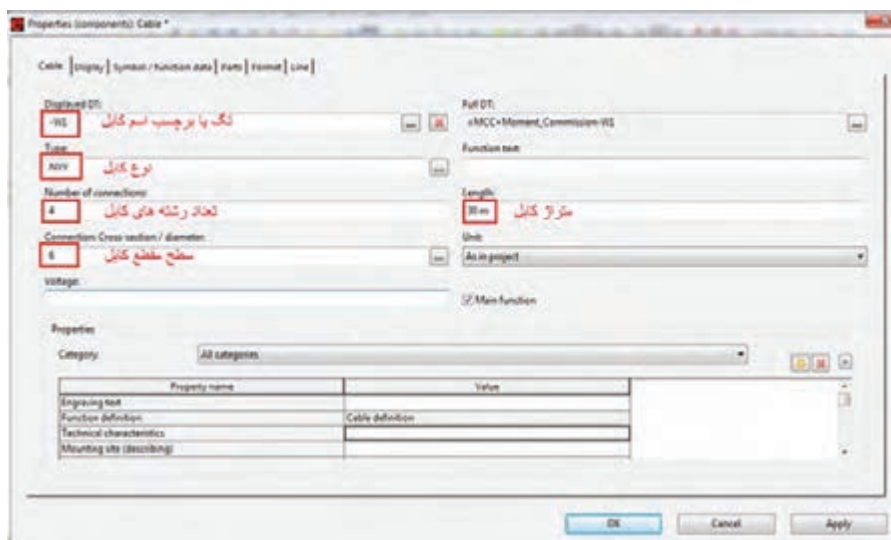 Properties (components): Cable *
Cable Display Symbol / function data Parts Format Line
Displayed DT:
Full DT:
-W1
تگ یا برچسب اسم کابل
...
=MCC+Moment_Commission-W1
...
Type:
Function text:
NYY
نوع کابل
...
Number of connections:
Length:
4
تعداد رشته های کابل
30 m
متراژ کابل
Connection: Cross-section / diameter:
Unit:
6
سطح مقطع کابل
...
As in project
Voltage:
Main function
Properties
Category:
All categories
Property name Value
Engraving text
Function definition Cable definition
Technical characteristics
Mounting site (describing)
OK Cancel Apply